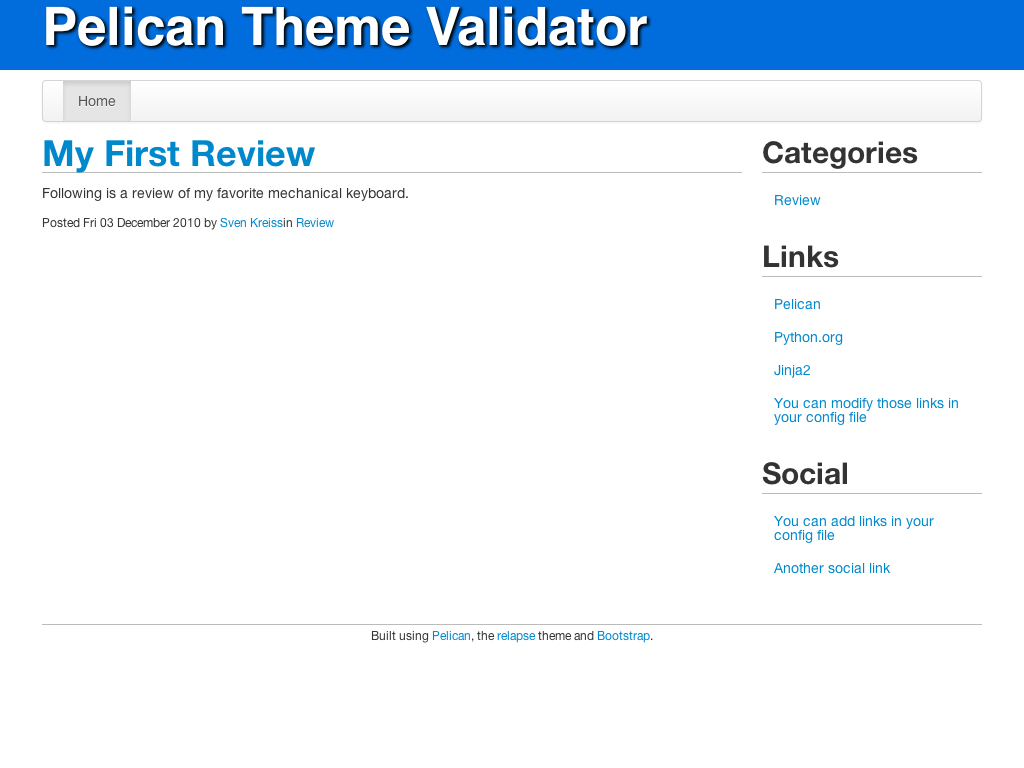 Pelican Theme Validator
Home
My First Review
Following is a review of my favorite mechanical keyboard.
Posted Fri 03 December 2010 by Sven Kreissin Review
Categories
Review
Links
Pelican
Python.org
Jinja2
You can modify those links in
your config file
Social
You can add links in your
config file
Another social link
Built using Pelican, the relapse theme and Bootstrap.